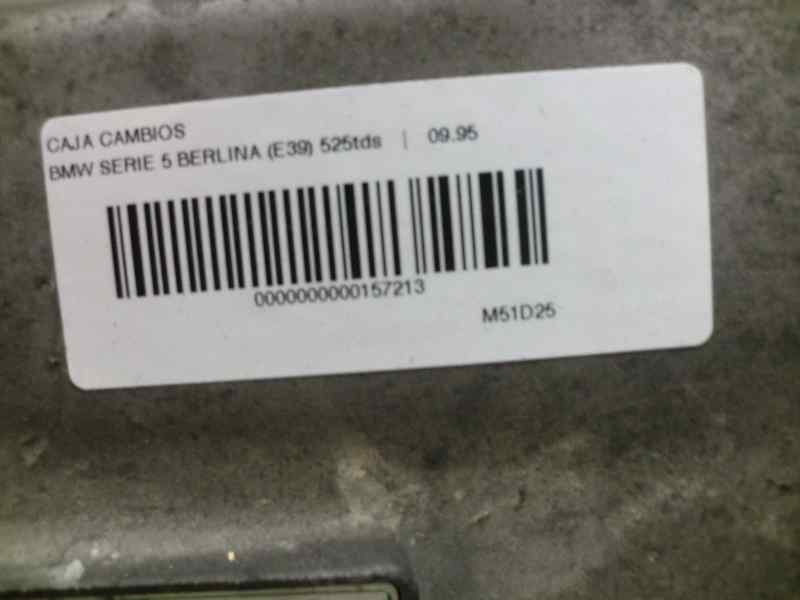 CAJA CAMBIOS
BMW SERIE 5 BERLINA (E39) 525tds | 09.95
0000000000157213
M51D25